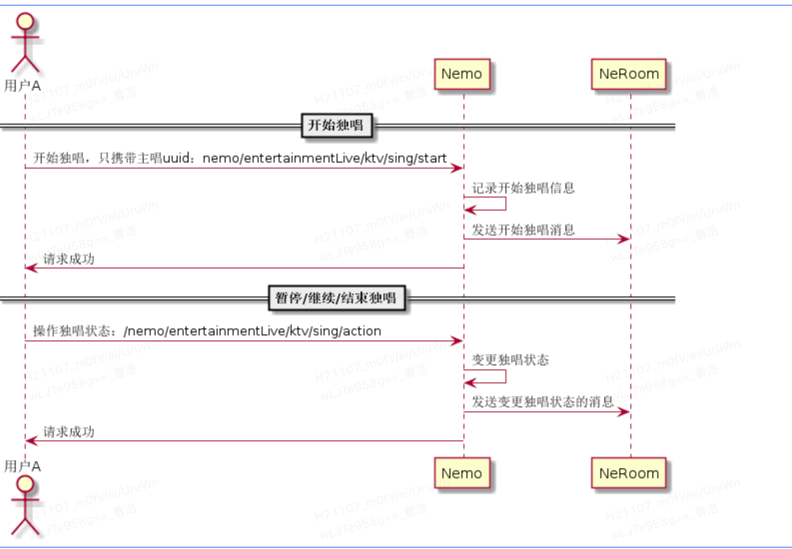 用户A
Nemo
NeRoom
开始独唱
开始独唱，只携带主唱uuid：nemo/entertainmentLive/ktv/sing/start
记录开始独唱信息
发送开始独唱消息
请求成功
暂停/继续/结束独唱
操作独唱状态：/nemo/entertainmentLive/ktv/sing/action
变更独唱状态
发送变更独唱状态的消息
请求成功
用户A
Nemo
NeRoom